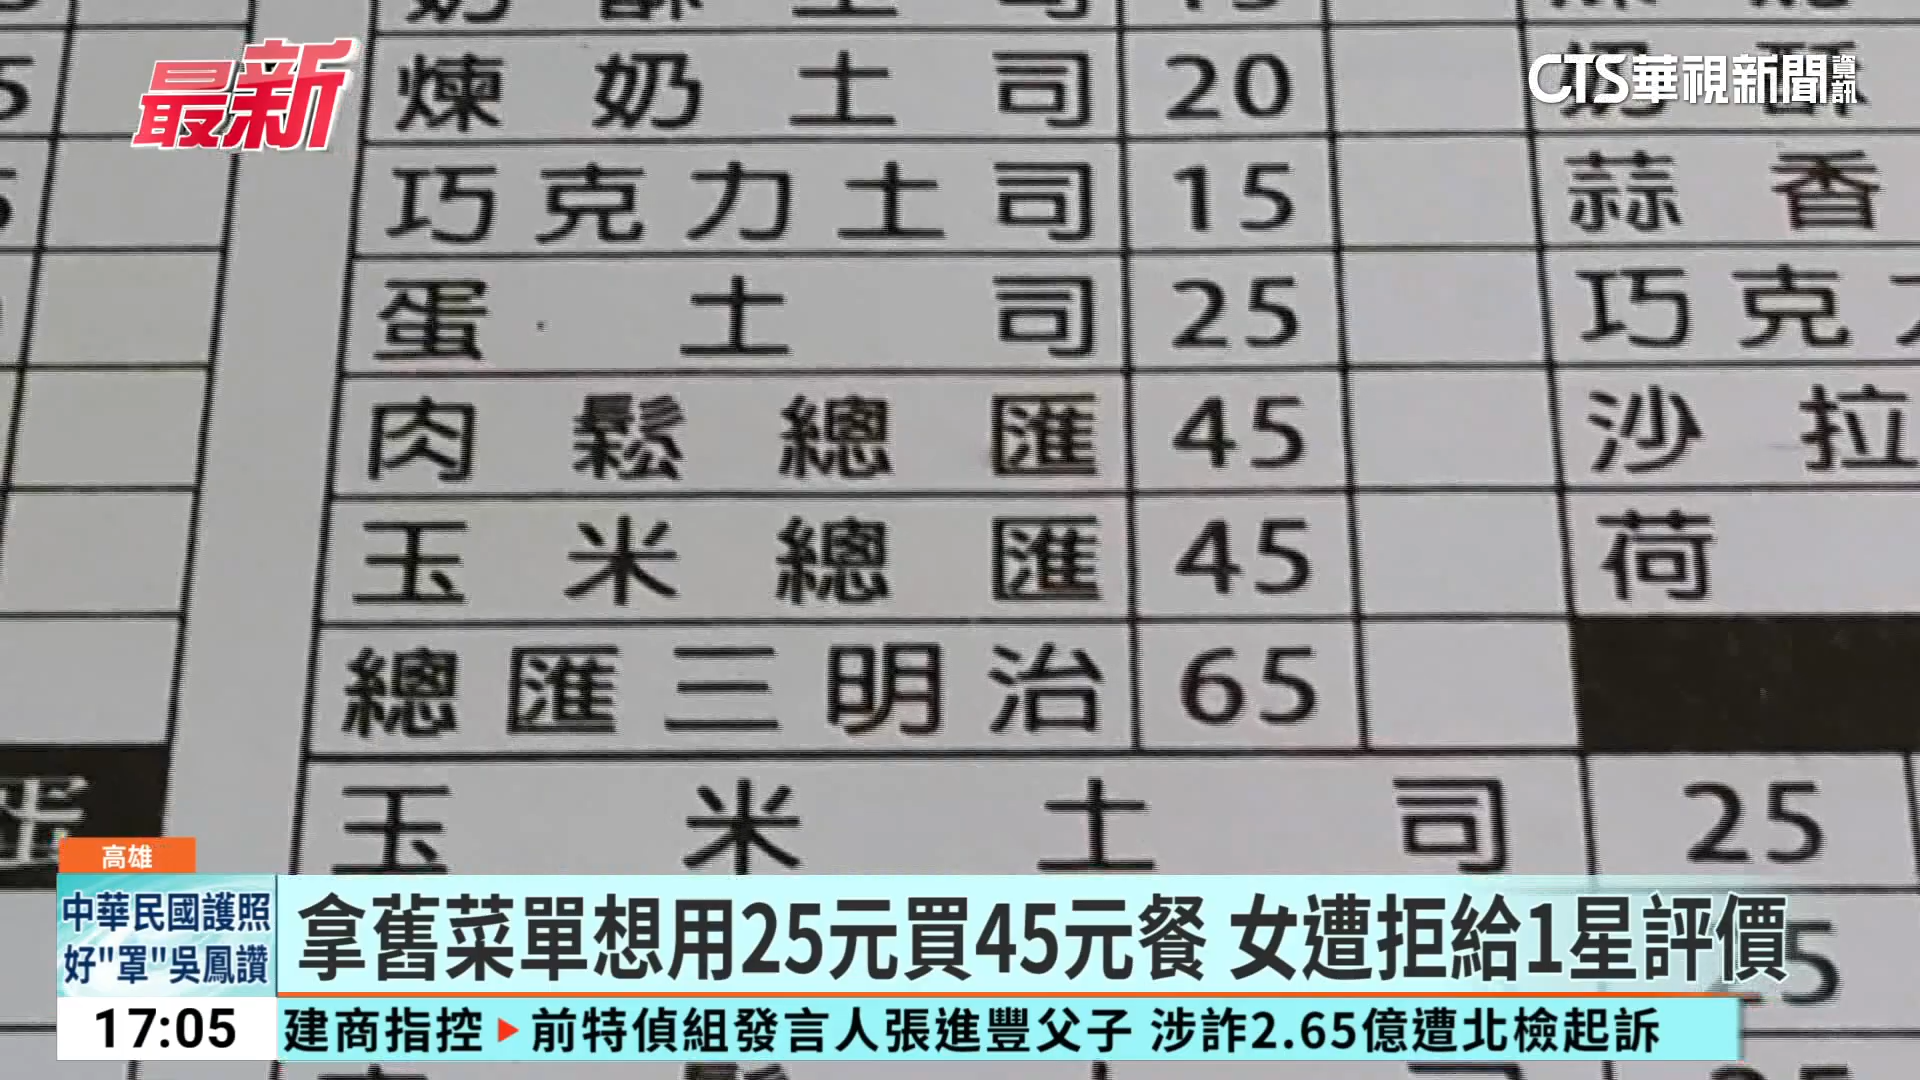 最新
CTS華視新聞資訊
煉奶土司 20 奶酥
巧克力土司 15 蒜香
蛋土司 25 巧克
肉鬆總匯 45 沙拉
玉米總匯 45 荷
總匯三明治 65
蛋
玉米土司 25
高雄
中華民國護照
好"罩"吳鳳讚
拿舊菜單想用25元買45元餐 女遭拒給1星評價
17:05
建商指控▶前特偵組發言人張進豐父子 涉詐2.65億遭北檢起訴